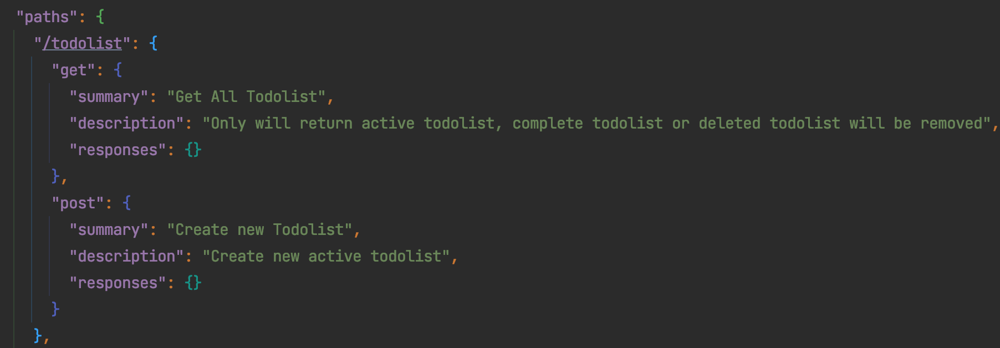 "paths": {
"/todolist": {
"get": {
"summary": "Get All Todolist",
"description": "Only will return active todolist, complete todolist or deleted todolist will be removed",
"responses": {}
},
"post": {
"summary": "Create new Todolist",
"description": "Create new active todolist",
"responses": {}
}
},